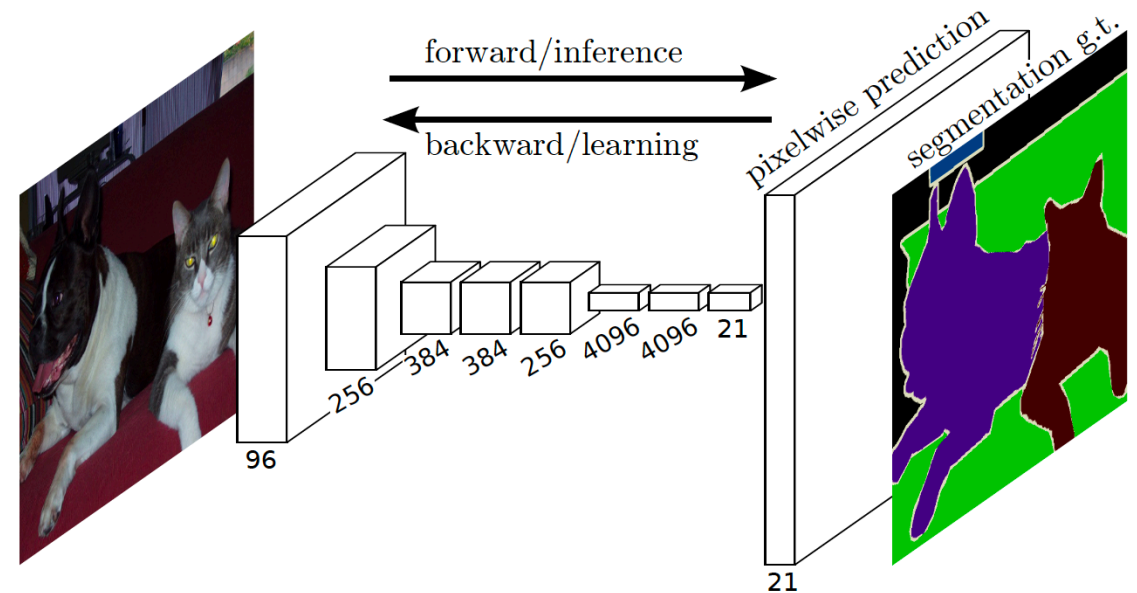 forward/inference
backward/learning
pixelwise prediction
segmentation g.t.
96
256
384
384
256
4096
4096
21
21